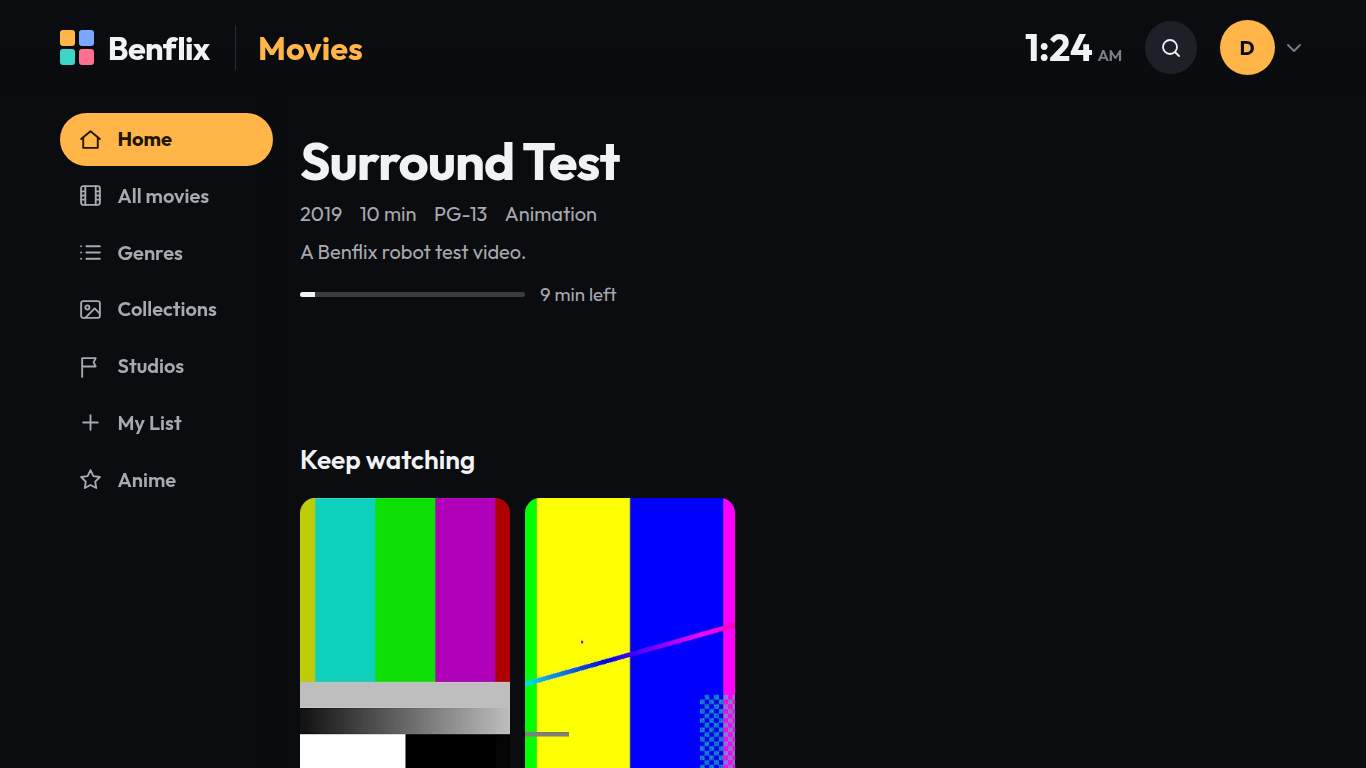 Benflix
Movies
1:24 AM
D
Home
All movies
Genres
Collections
Studios
My List
Anime
Surround Test
2019 10 min PG-13 Animation
A Benflix robot test video.
9 min left
Keep watching